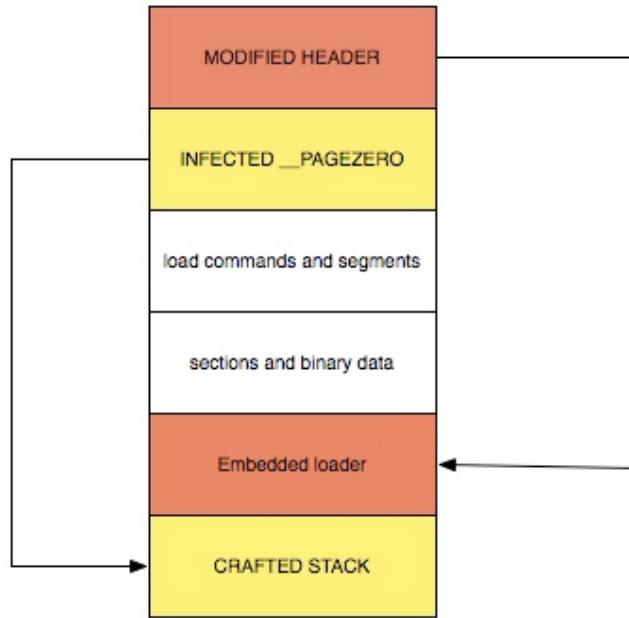 MODIFIED HEADER
INFECTED __PAGEZERO
load commands and segments
sections and binary data
Embedded loader
CRAFTED STACK